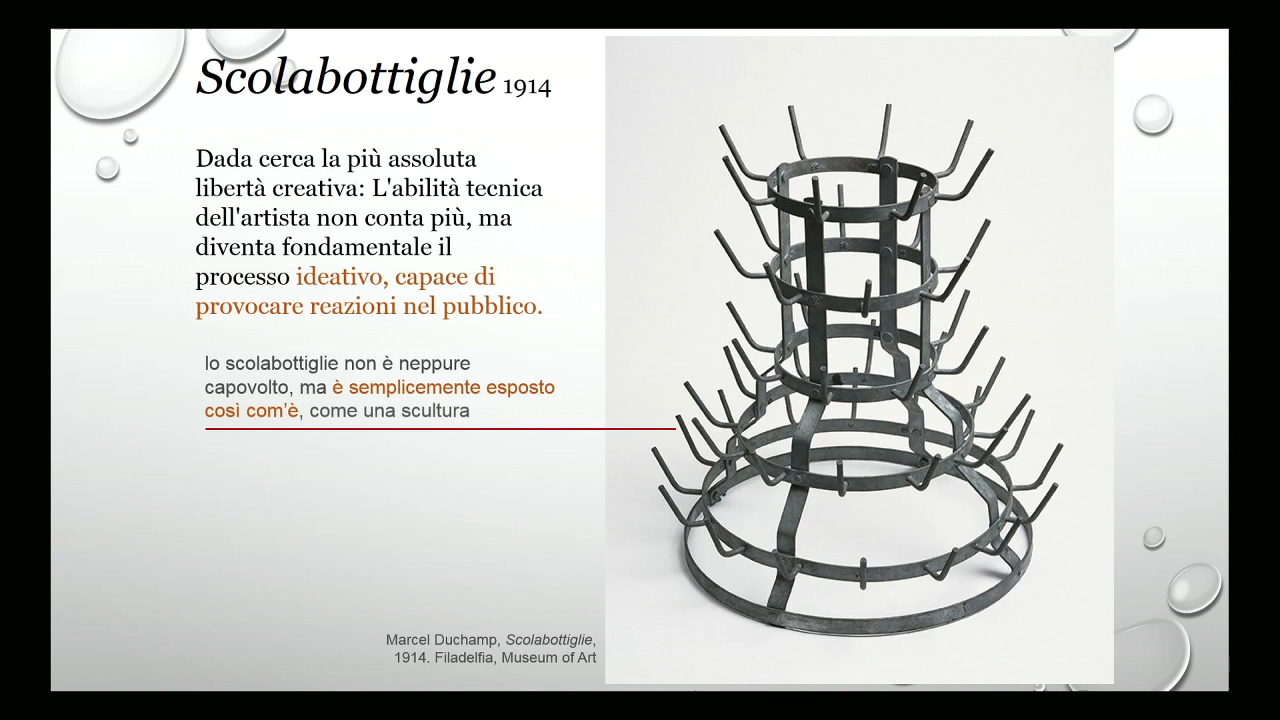 Scolabottiglie 1914
Dada cerca la più assoluta
libertà creativa: L'abilità tecnica
dell'artista non conta più, ma
diventa fondamentale il
processo ideativo, capace di
provocare reazioni nel pubblico.
lo scolabottiglie non è neppure
capovolto, ma è semplicemente esposto
così com'è, come una scultura
Marcel Duchamp, Scolabottiglie,
1914. Filadelfia, Museum of Art